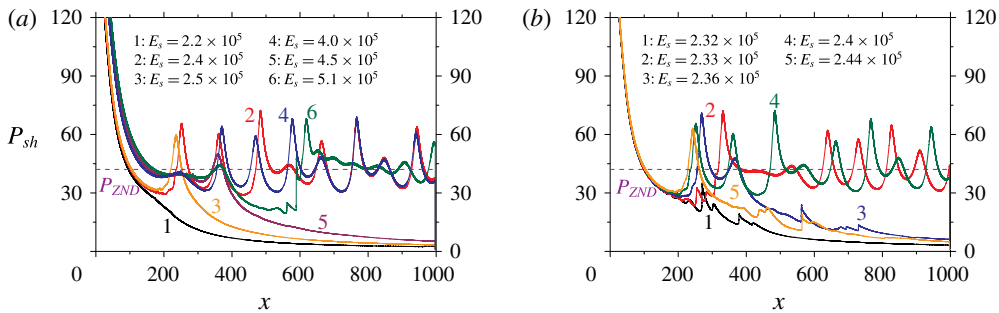 (a)
120
90
60
30
0
P_sh
P_ZND
1: E_s = 2.2 × 10^5
2: E_s = 2.4 × 10^5
3: E_s = 2.5 × 10^5
4: E_s = 4.0 × 10^5
5: E_s = 4.5 × 10^5
6: E_s = 5.1 × 10^5
2
4
6
1
3
5
120
90
60
30
0
0
200
400
600
800
1000
x
(b)
120
90
60
30
0
P_ZND
1: E_s = 2.32 × 10^5
2: E_s = 2.33 × 10^5
3: E_s = 2.36 × 10^5
4: E_s = 2.4 × 10^5
5: E_s = 2.44 × 10^5
2
4
5
1
3
120
90
60
30
0
0
200
400
600
800
1000
x